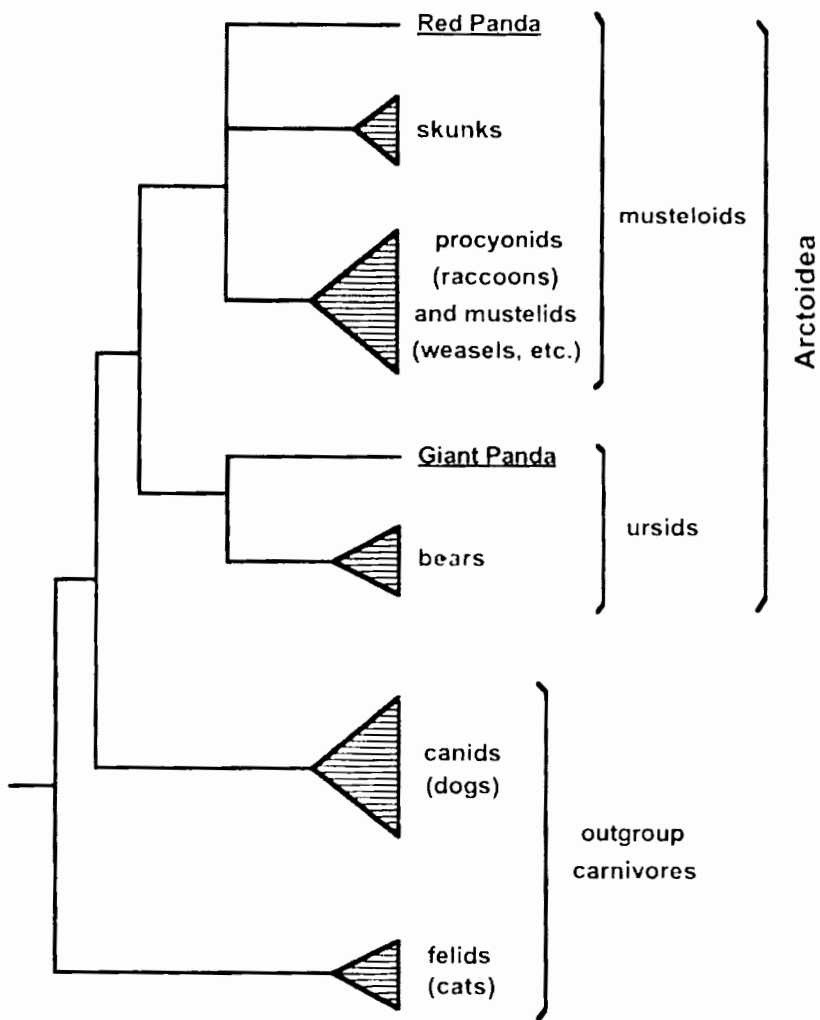 Red Panda
skunks
procyonids
(raccoons)
and mustelids
(weasels, etc.)
musteloids
Arctoidea
Giant Panda
bears
ursids
canids
(dogs)
outgroup
carnivores
felids
(cats)